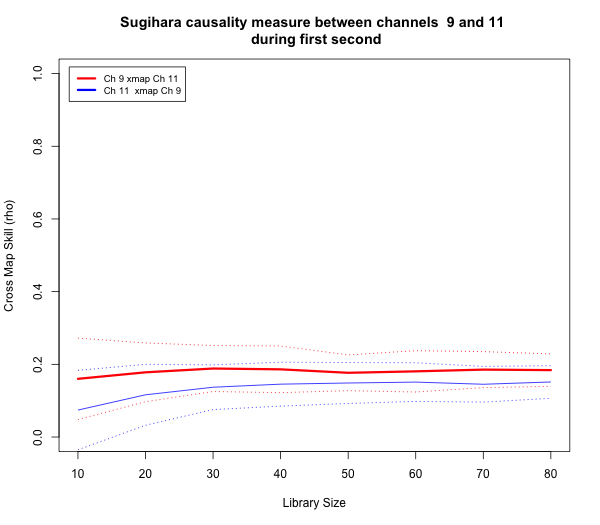 Sugihara causality measure between channels  9 and 11
during first second
Ch 9 xmap Ch 11
Ch 11  xmap Ch 9
Cross Map Skill (rho)
1.0
0.8
0.6
0.4
0.2
0.0
10 20 30 40 50 60 70 80
Library Size